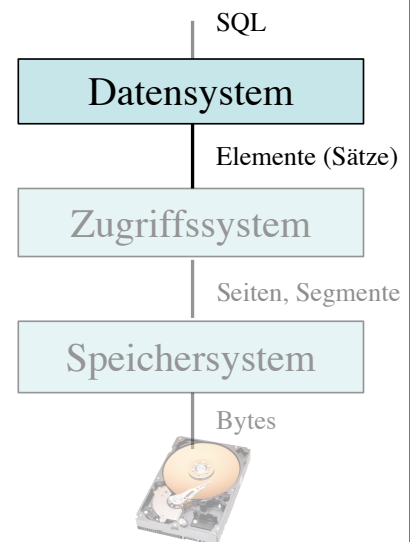 SQL
Datensystem
Elemente (Sätze)
Zugriffssystem
Seiten, Segmente
Speichersystem
Bytes